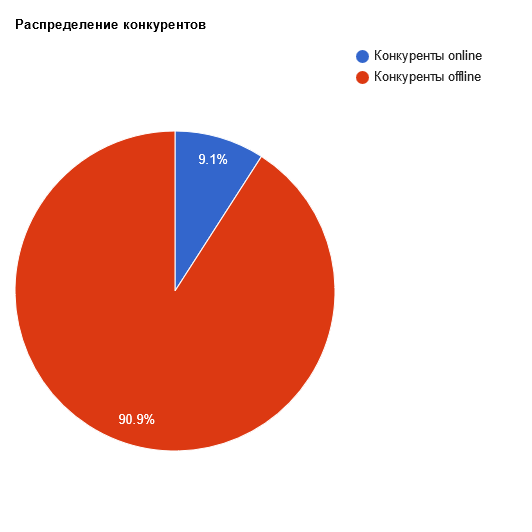 Распределение конкурентов
Конкуренты online
Конкуренты offline
9.1%
90.9%